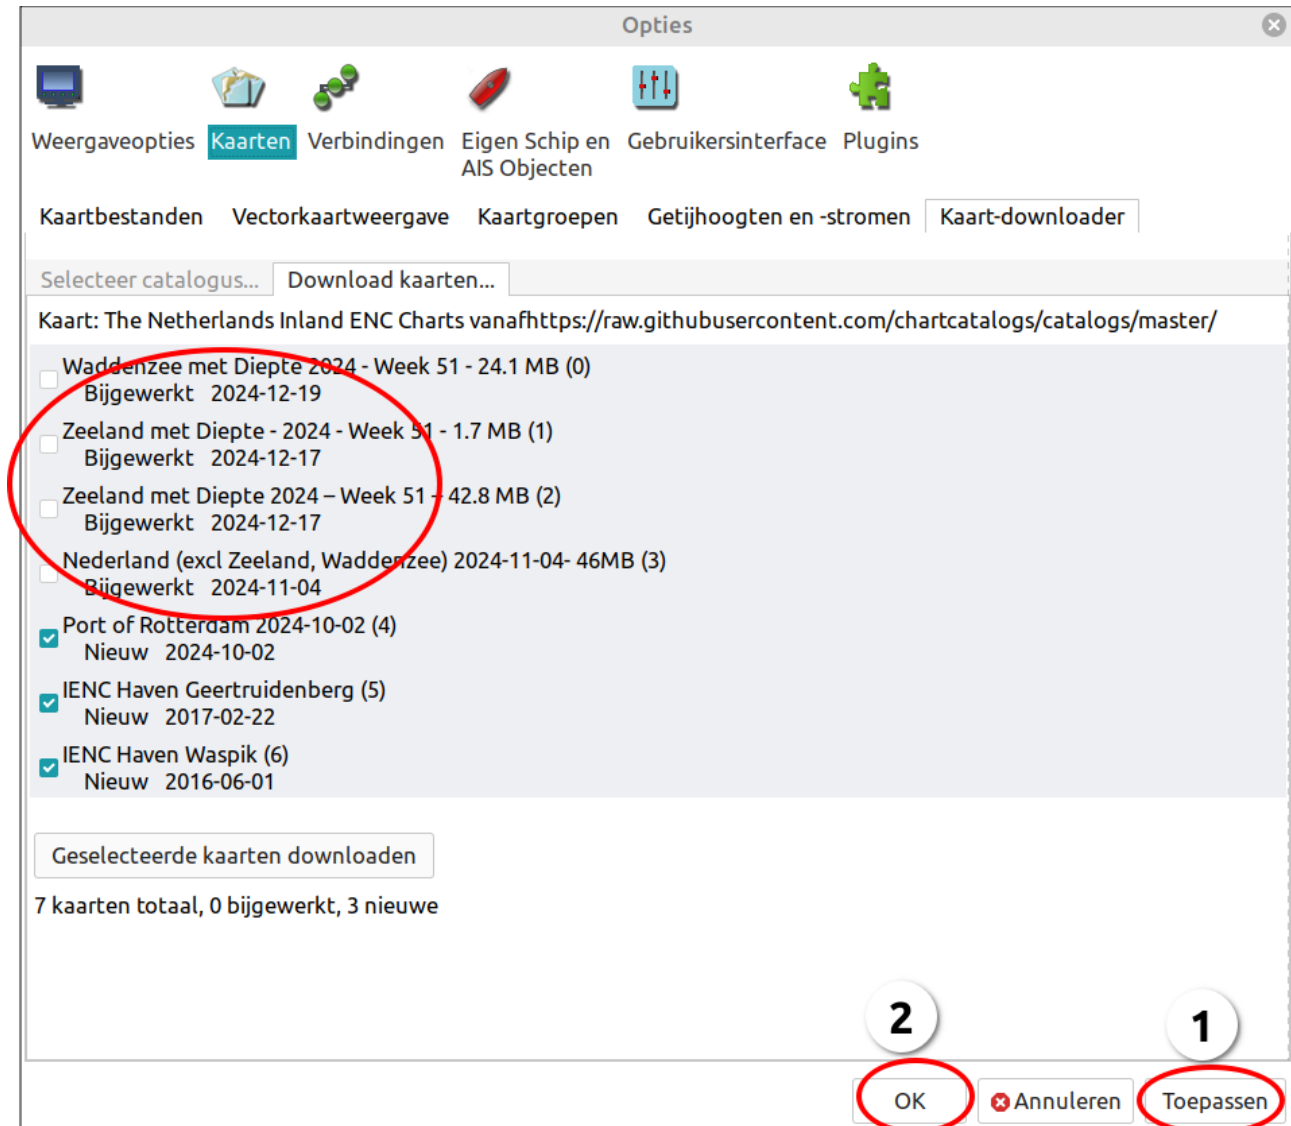 Opties
Weergaveopties Kaarten Verbindingen Eigen Schip en AIS Objecten Gebruikersinterface Plugins
Kaartbestanden Vectorkaartweergave Kaartgroepen Getijhoogten en -stromen Kaart-downloader
Selecteer catalogus... Download kaarten...
Kaart: The Netherlands Inland ENC Charts vanafhttps://raw.githubusercontent.com/chartcatalogs/catalogs/master/
Waddenzee met Diepte 2024 - Week 51 - 24.1 MB (0)
Bijgewerkt 2024-12-19
Zeeland met Diepte - 2024 - Week 51 - 1.7 MB (1)
Bijgewerkt 2024-12-17
Zeeland met Diepte 2024 – Week 51 – 42.8 MB (2)
Bijgewerkt 2024-12-17
Nederland (excl Zeeland, Waddenzee) 2024-11-04- 46MB (3)
Bijgewerkt 2024-11-04
Port of Rotterdam 2024-10-02 (4)
Nieuw 2024-10-02
IENC Haven Geertruidenberg (5)
Nieuw 2017-02-22
IENC Haven Waspik (6)
Nieuw 2016-06-01
Geselecteerde kaarten downloaden
7 kaarten totaal, 0 bijgewerkt, 3 nieuwe
2 1
OK Annuleren Toepassen